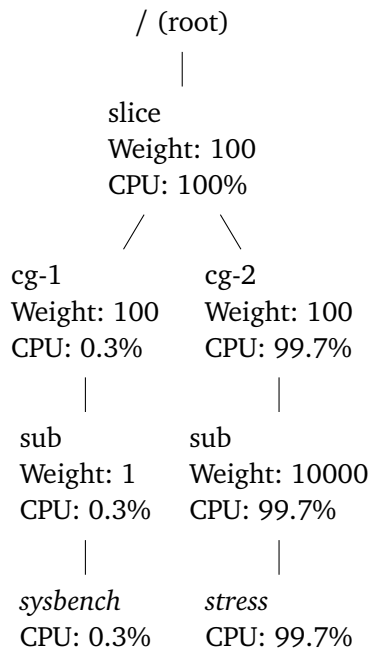 / (root)
slice
Weight: 100
CPU: 100%
cg-1
Weight: 100
CPU: 0.3%
cg-2
Weight: 100
CPU: 99.7%
sub
Weight: 1
CPU: 0.3%
sub
Weight: 10000
CPU: 99.7%
sysbench
CPU: 0.3%
stress
CPU: 99.7%